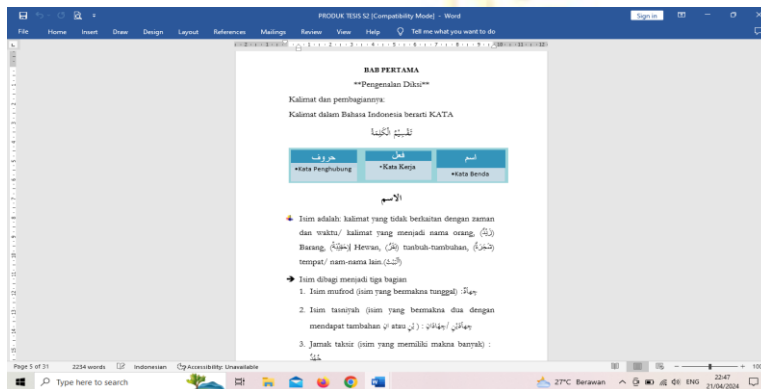 PRODUK TESIS S2 [Compatibility Mode] - Word
Sign in
File Home Insert Draw Design Layout References Mailings Review View Help Tell me what you want to do
BAB PERTAMA
**Pengenalan Diksi**
Kalimat dan pembagiannya:
Kalimat dalam Bahasa Indonesia berarti KATA
تَقْسِيْمُ الْكَلِمَةُ
حروف فعل اسم
•Kata Penghubung •Kata Kerja •Kata Benda
الاسم
Isim adalah: kalimat yang tidak berkaitan dengan zaman
dan waktu/ kalimat yang menjadi nama orang, (زَيْدٌ)
Barang, Hewan, tunbuh-tumbuhan, (شَجَرَةٌ)
tempat/ nam-nama lain.(اَلْبَيْتُ)
Isim dibagi menjadi tiga bagian
1. Isim mufrod (isim yang bermakna tunggal) :
2. Isim tasniyah (isim yang bermakna dua dengan
mendapat tambahan ان atau ين ) :
3. Jamak taksir (isim yang memiliki makna banyak) :
Page 5 of 31 2234 words Indonesian Accessibility: Unavailable 100
Type here to search 27°C Berawan ENG 22:47
21/04/2024